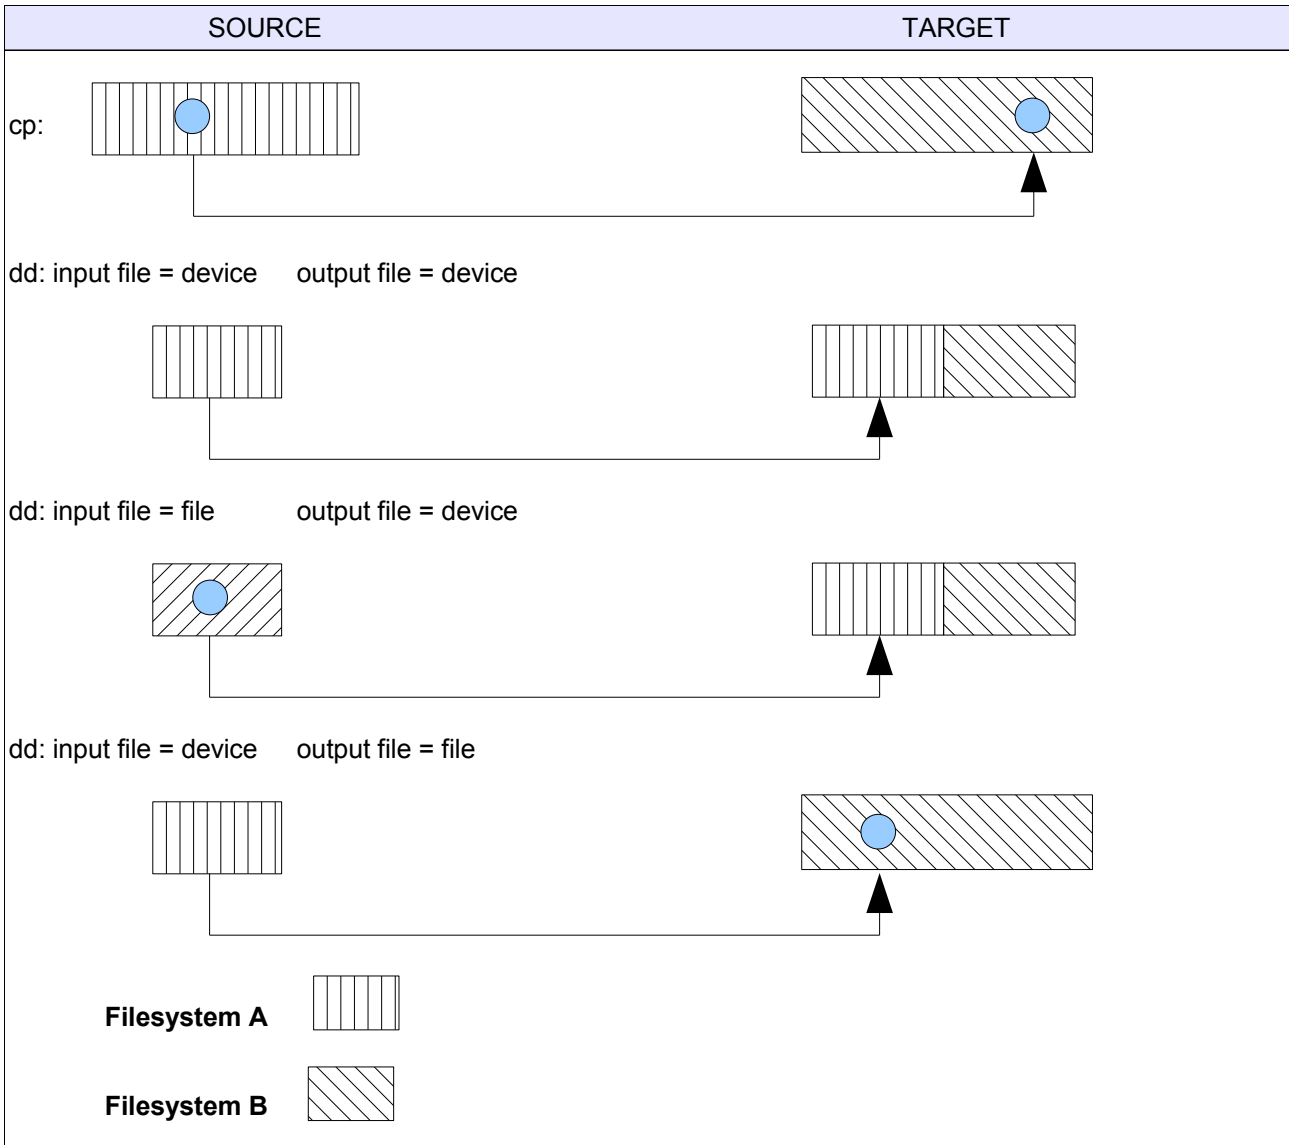 SOURCE TARGET
cp:
dd: input file = device output file = device
dd: input file = file output file = device
dd: input file = device output file = file
Filesystem A
Filesystem B